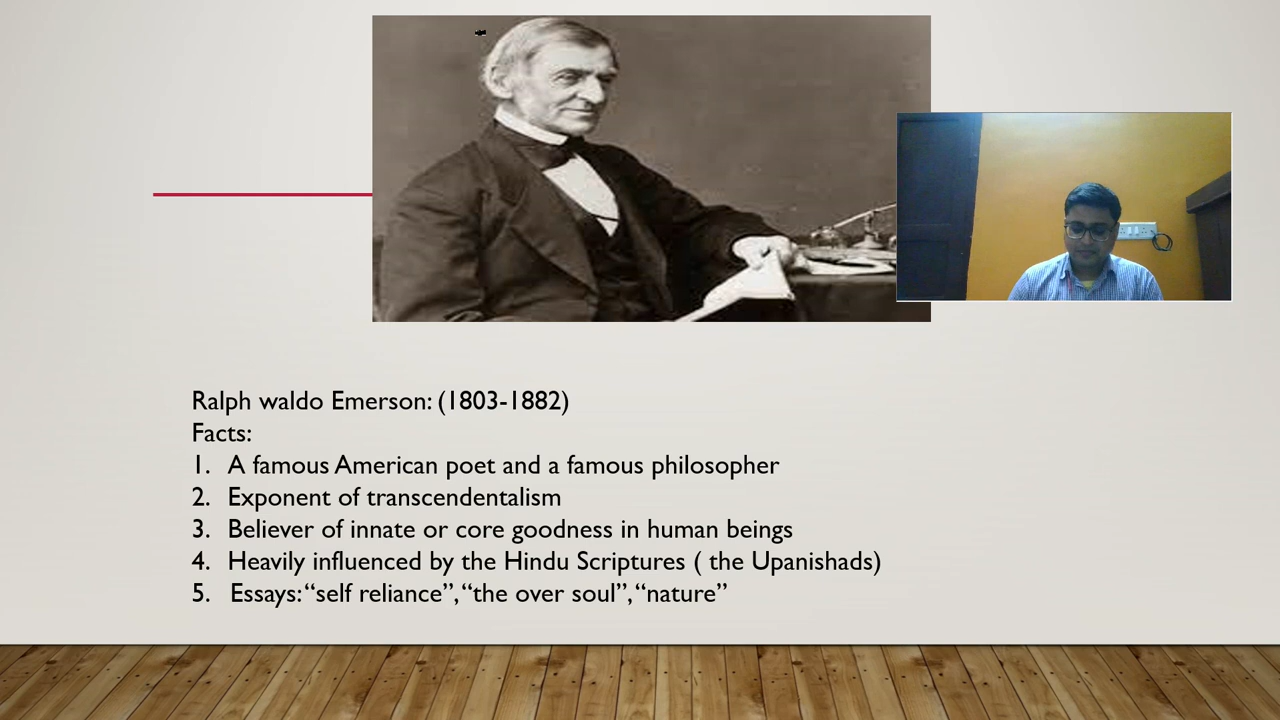 Ralph waldo Emerson: (1803-1882)
Facts:
1. A famous American poet and a famous philosopher
2. Exponent of transcendentalism
3. Believer of innate or core goodness in human beings
4. Heavily influenced by the Hindu Scriptures ( the Upanishads)
5. Essays: “self reliance”, “the over soul”, “nature”